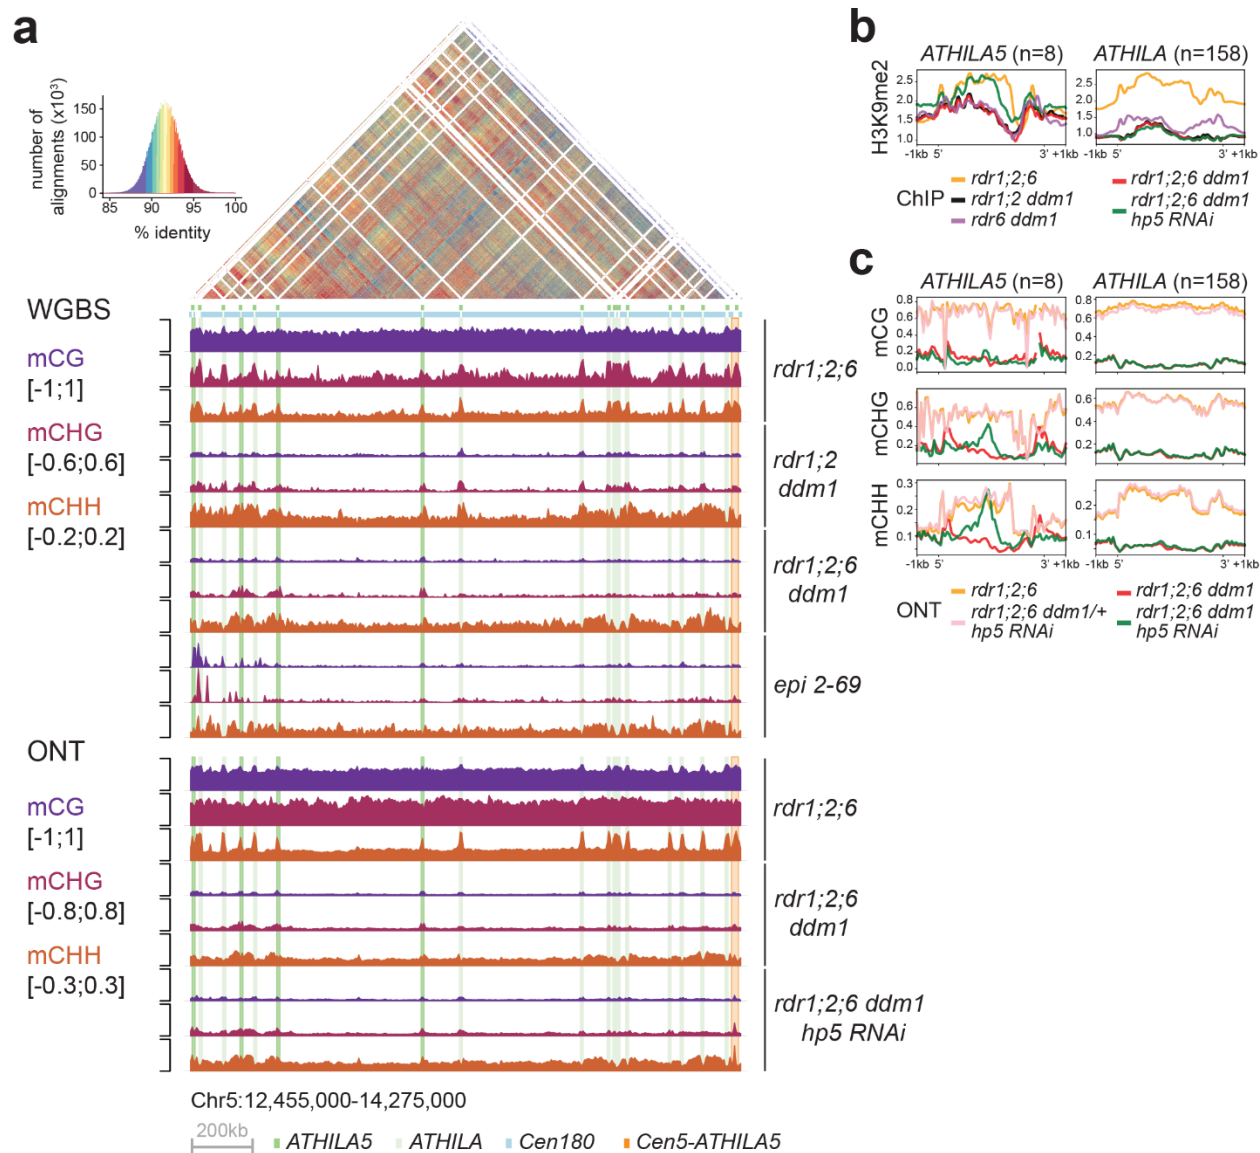 a
number of
alignments (x10³)
150
100
50
0
85 90 95 100
% identity
WGBS
mCG
[-1;1]
mCHG
[-0.6;0.6]
mCHH
[-0.2;0.2]
rdr1;2;6
rdr1;2
ddm1
rdr1;2;6
ddm1
epi 2-69
ONT
mCG
[-1;1]
mCHG
[-0.8;0.8]
mCHH
[-0.3;0.3]
rdr1;2;6
rdr1;2;6
ddm1
rdr1;2;6 ddm1
hp5 RNAi
Chr5:12,455,000-14,275,000
200kb
ATHILA5 ATHILA Cen180 Cen5-ATHILA5
b
ATHILA5 (n=8) ATHILA (n=158)
H3K9me2
2.5
2.0
1.5
1.0
2.5
2.0
1.5
1.0
-1kb 5' 3' +1kb -1kb 5' 3' +1kb
ChIP
rdr1;2;6
rdr1;2 ddm1
rdr6 ddm1
rdr1;2;6 ddm1
rdr1;2;6 ddm1
hp5 RNAi
c
ATHILA5 (n=8) ATHILA (n=158)
mCG
0.8
0.6
0.4
0.2
0.0
0.8
0.6
0.4
0.2
mCHG
0.6
0.4
0.2
0.6
0.4
0.2
mCHH
0.3
0.2
0.1
0.2
0.1
-1kb 5' 3' +1kb -1kb 5' 3' +1kb
ONT
rdr1;2;6
rdr1;2;6 ddm1/+
hp5 RNAi
rdr1;2;6 ddm1
rdr1;2;6 ddm1
hp5 RNAi